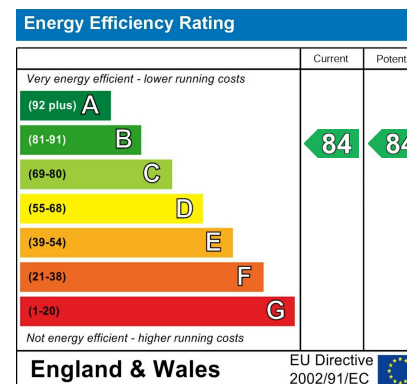 Energy Efficiency Rating
Current Potent
Very energy efficient - lower running costs
(92 plus) A
(81-91) B 84 84
(69-80) C
(55-68) D
(39-54) E
(21-38) F
(1-20) G
Not energy efficient - higher running costs
England & Wales
EU Directive
2002/91/EC